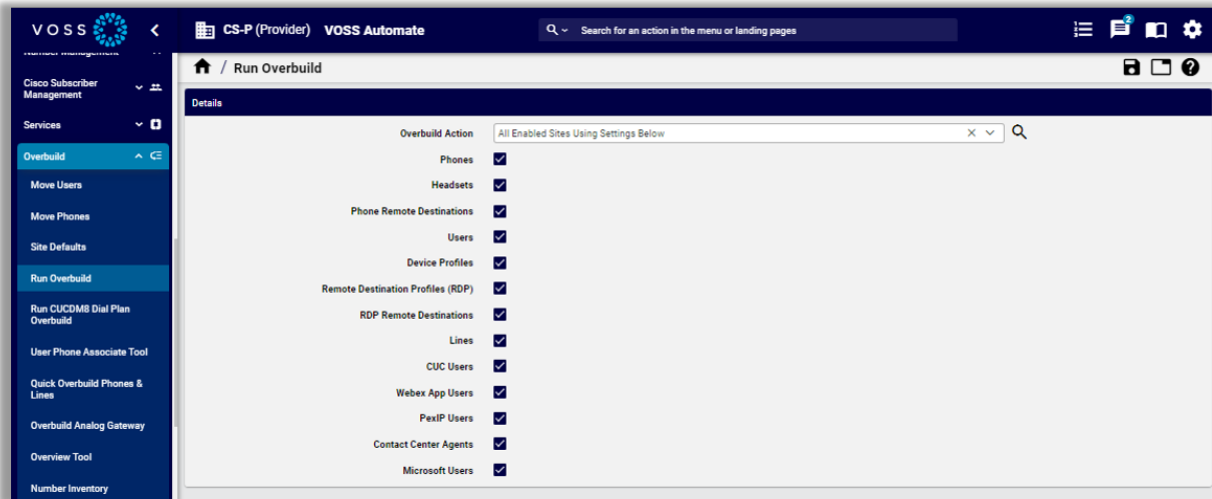 VOSS
CS-P (Provider) VOSS Automate
Search for an action in the menu or landing pages
2
Number Management
Cisco Subscriber
Management
Services
Overbuild
Move Users
Move Phones
Site Defaults
Run Overbuild
Run CUCDM8 Dial Plan
Overbuild
User Phone Associate Tool
Quick Overbuild Phones &
Lines
Overbuild Analog Gateway
Overview Tool
Number Inventory
/ Run Overbuild
Details
Overbuild Action All Enabled Sites Using Settings Below
Phones
Headsets
Phone Remote Destinations
Users
Device Profiles
Remote Destination Profiles (RDP)
RDP Remote Destinations
Lines
CUC Users
Webex App Users
PexIP Users
Contact Center Agents
Microsoft Users